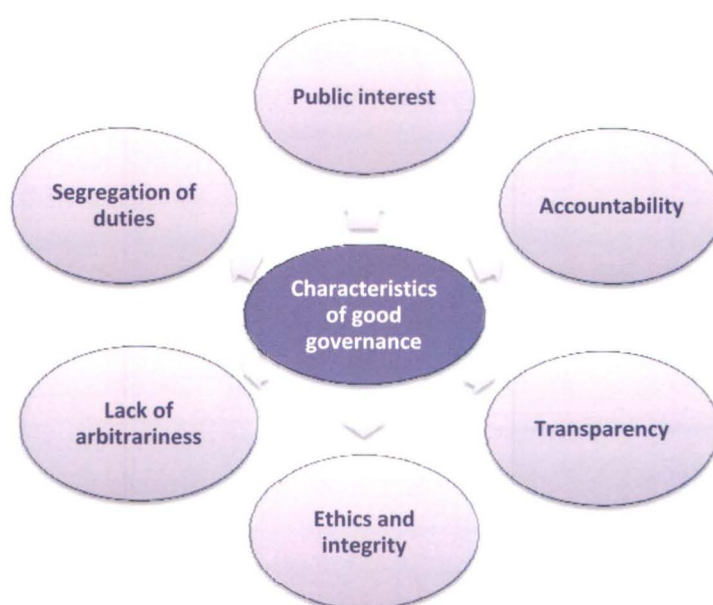 Public interest
Segregation of
duties
Accountability
Characteristics
of good
governance
Lack of
arbitrariness
Transparency
Ethics and
integrity